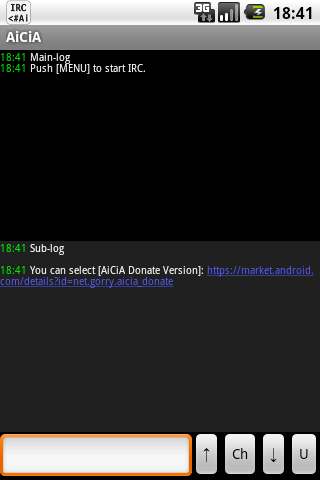 IRC
<#Ai
3G
18:41
AiCiA
18:41 Main-log
18:41 Push [MENU] to start IRC.
18:41 Sub-log
18:41 You can select [AiCiA Donate Version]: https://market.android.
com/details?id=net.gorry.aicia_donate
↑ Ch ↓ U